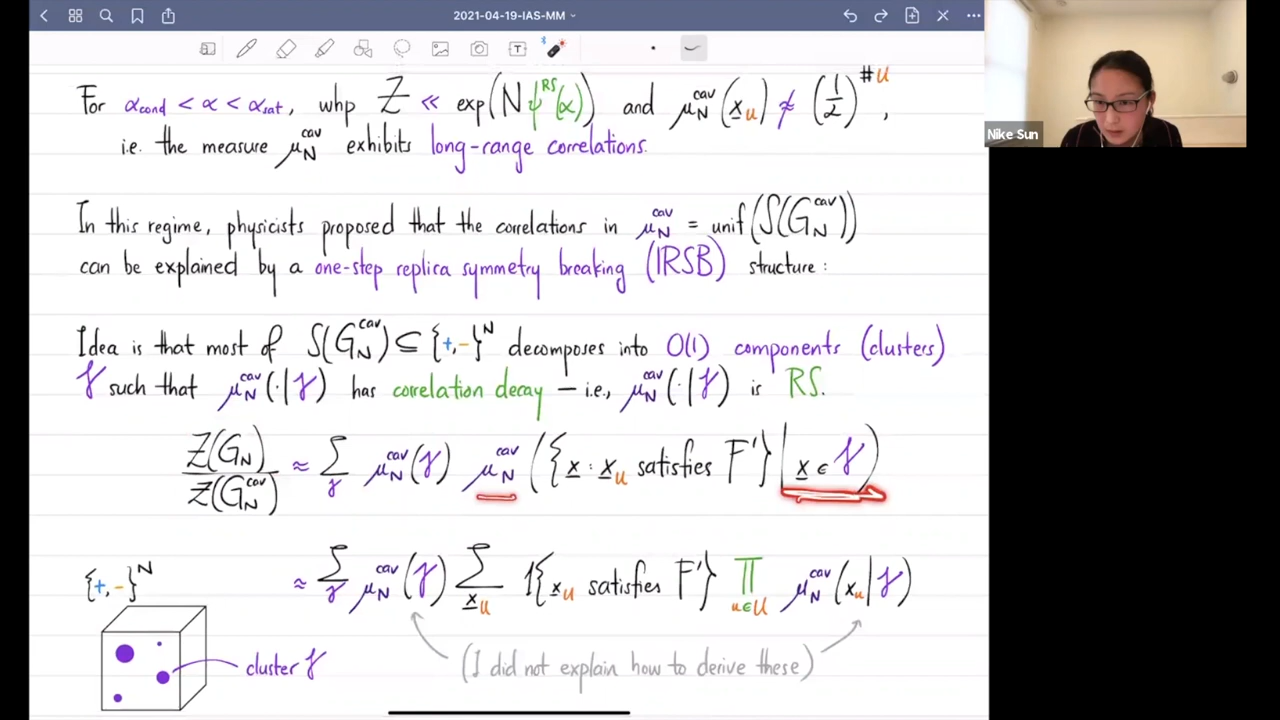 2021-04-19-IAS-MM
For α_cond < α < α_sat, whp Z ≪ exp(N ψ^RS(α)) and μ_N^cav(x_U) ≉ (1/2)^#U,
i.e. the measure μ_N^cav exhibits long-range correlations.
In this regime, physicists proposed that the correlations in μ_N^cav = unif(S(G_N^cav))
can be explained by a one-step replica symmetry breaking (1RSB) structure:
Idea is that most of S(G_N^cav) ⊆ {+,-}^N decomposes into O(1) components (clusters)
γ such that μ_N^cav(·|γ) has correlation decay — i.e., μ_N^cav(·|γ) is RS.
Z(G_N)/Z(G_N^cav) ≈ Σ_γ μ_N^cav(γ) μ_N^cav({x : x_U satisfies F'} | x ∈ γ)
{+,-}^N ≈ Σ_γ μ_N^cav(γ) Σ_{x_U} 1{x_U satisfies F'} Π_{u∈U} μ_N^cav(x_u|γ)
(I did not explain how to derive these)
cluster γ
Nike Sun